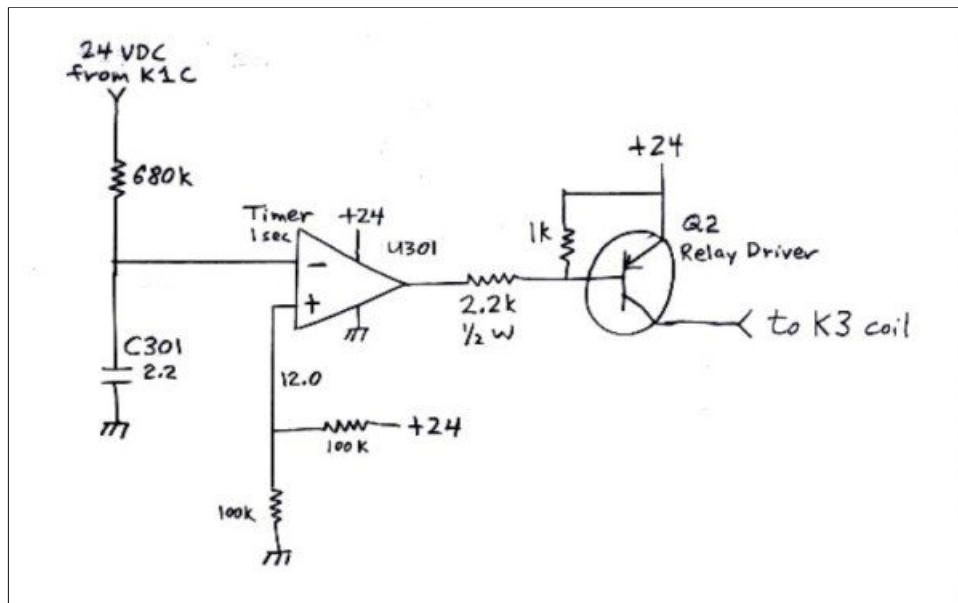 24 VDC
from K1C
680k
Timer
1 sec
+24
U301
+24
1k
Q2
Relay Driver
2.2k
1/2 W
to K3 coil
C301
2.2
12.0
100K
+24
100k